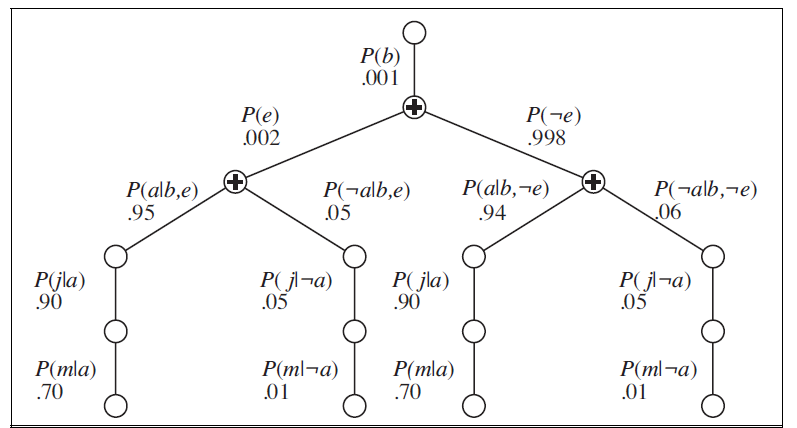 P(b)
.001
P(e)
.002
P(¬e)
.998
P(a|b,e)
.95
P(¬a|b,e)
.05
P(a|b,¬e)
.94
P(¬a|b,¬e)
.06
P(j|a)
.90
P(j|¬a)
.05
P(j|a)
.90
P(j|¬a)
.05
P(m|a)
.70
P(m|¬a)
.01
P(m|a)
.70
P(m|¬a)
.01